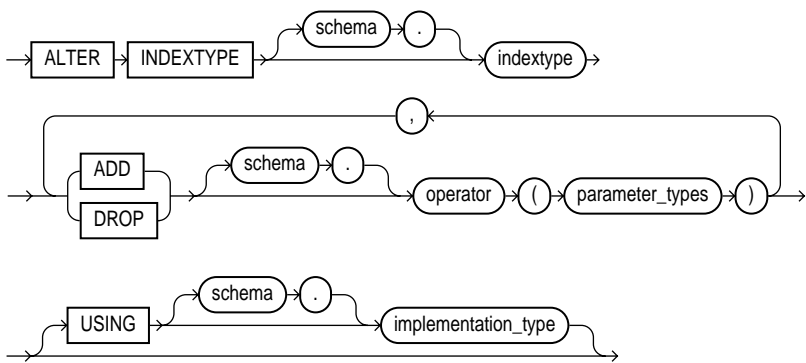 schema .
ALTER INDEXTYPE indextype
,
ADD schema .
operator ( parameter_types )
DROP
schema .
USING implementation_type